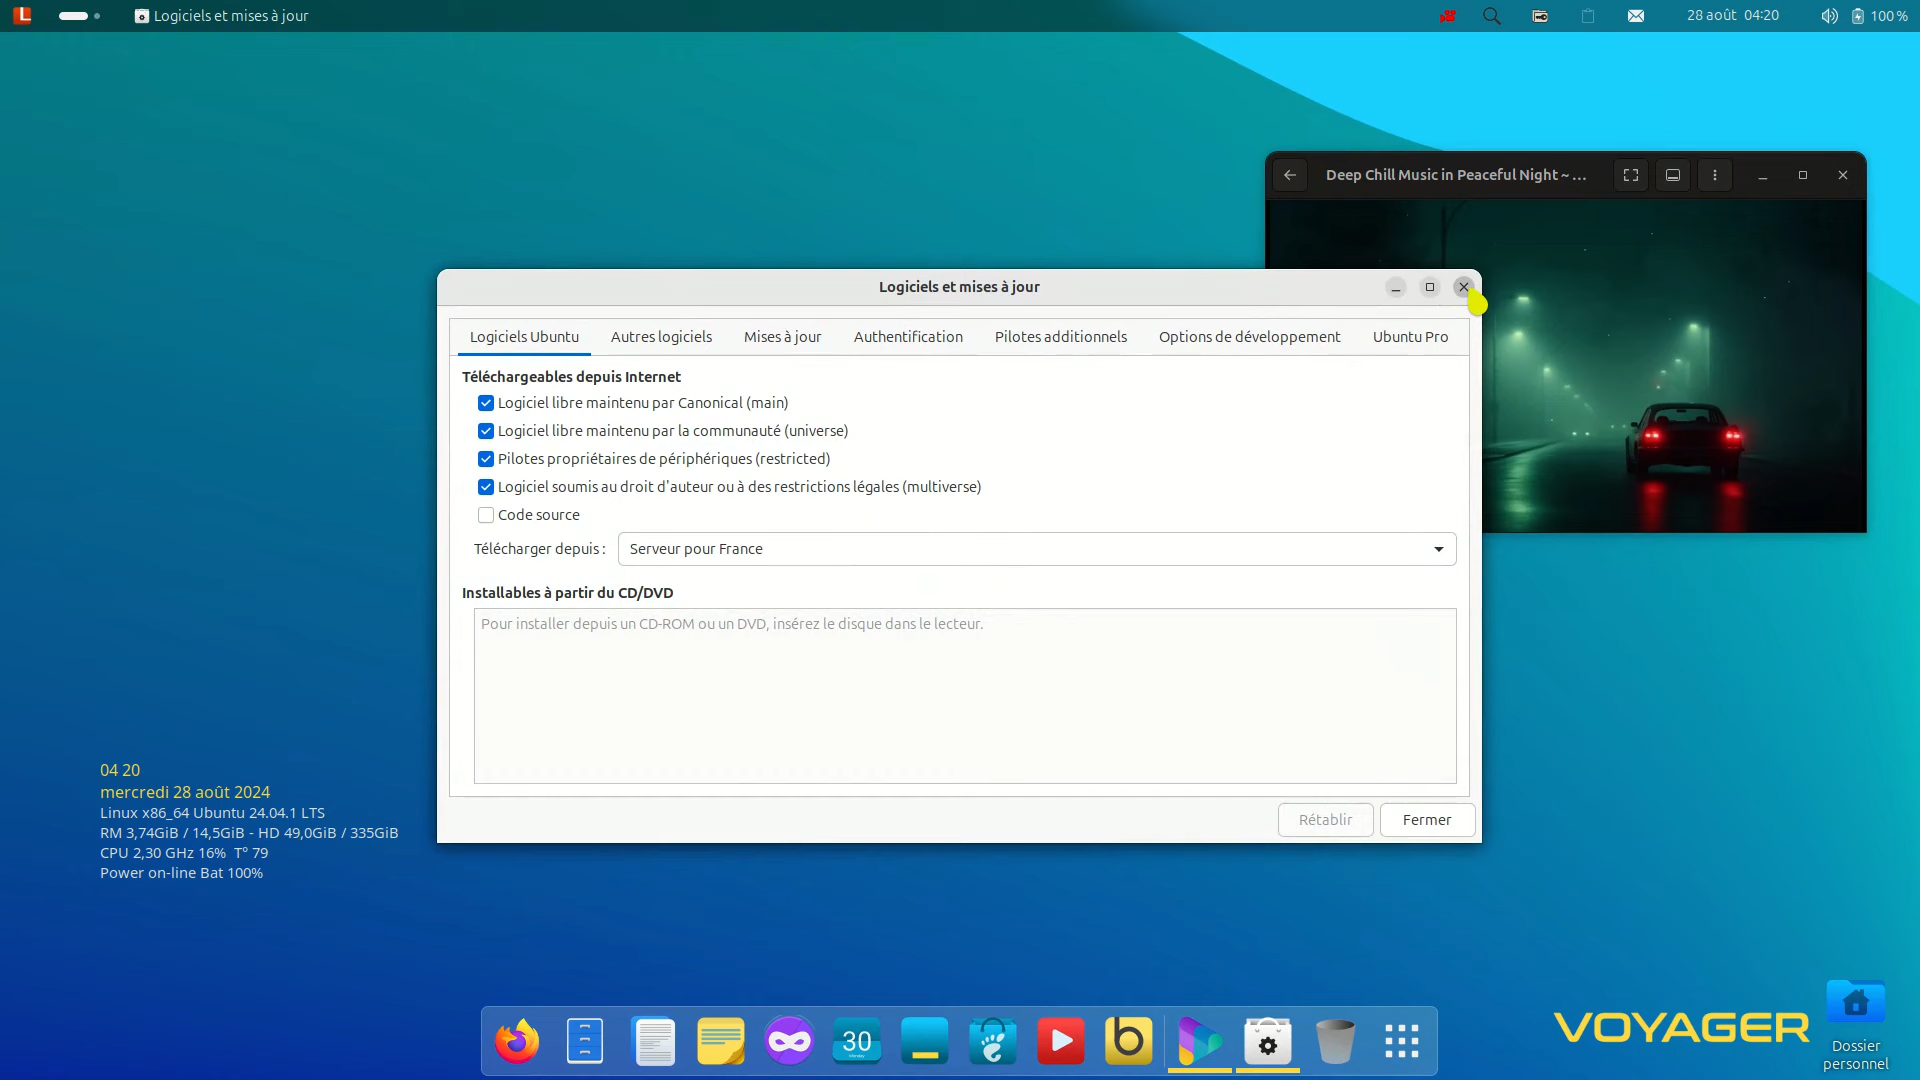 Logiciels et mises à jour
28 août 04:20
100 %
Deep Chill Music in Peaceful Night ~ ...
Logiciels et mises à jour
Logiciels Ubuntu
Autres logiciels
Mises à jour
Authentification
Pilotes additionnels
Options de développement
Ubuntu Pro
Téléchargeables depuis Internet
Logiciel libre maintenu par Canonical (main)
Logiciel libre maintenu par la communauté (universe)
Pilotes propriétaires de périphériques (restricted)
Logiciel soumis au droit d'auteur ou à des restrictions légales (multiverse)
Code source
Télécharger depuis :
Serveur pour France
Installables à partir du CD/DVD
Pour installer depuis un CD-ROM ou un DVD, insérez le disque dans le lecteur.
Rétablir
Fermer
04 20
mercredi 28 août 2024
Linux x86_64 Ubuntu 24.04.1 LTS
RM 3,74GiB / 14,5GiB - HD 49,0GiB / 335GiB
CPU 2,30 GHz 16% T° 79
Power on-line Bat 100%
30
b
VOYAGER
Dossier
personnel